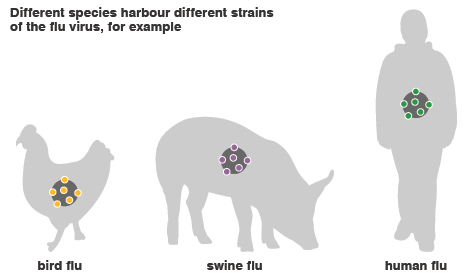 Different species harbour different strains
of the flu virus, for example
bird flu
swine flu
human flu